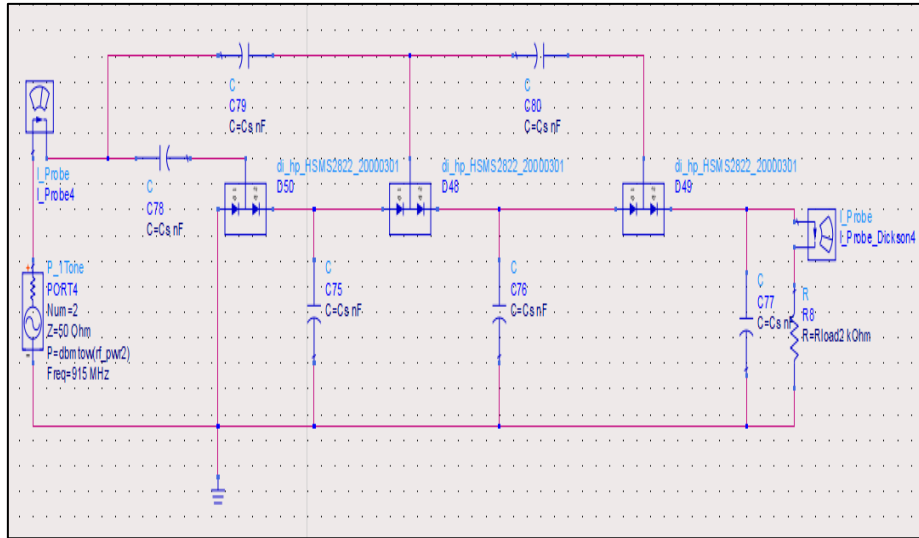 C
C79
C=Cs nF
C
C80
C=Cs nF
I_Probe
I_Probe4
C
C78
C=Cs nF
di_hp_HSMS2822_20000301
D50
di_hp_HSMS2822_20000301
D48
di_hp_HSMS2822_20000301
D49
I_Probe
I_Probe_Dickson4
P_1Tone
PORT4
Num=2
Z=50 Ohm
P=dbmtow(rf_pwr2)
Freq=915 MHz
C
C75
C=Cs nF
C
C76
C=Cs nF
C
C77
C=Cs nF
R
R8
R=Rload2 kOhm